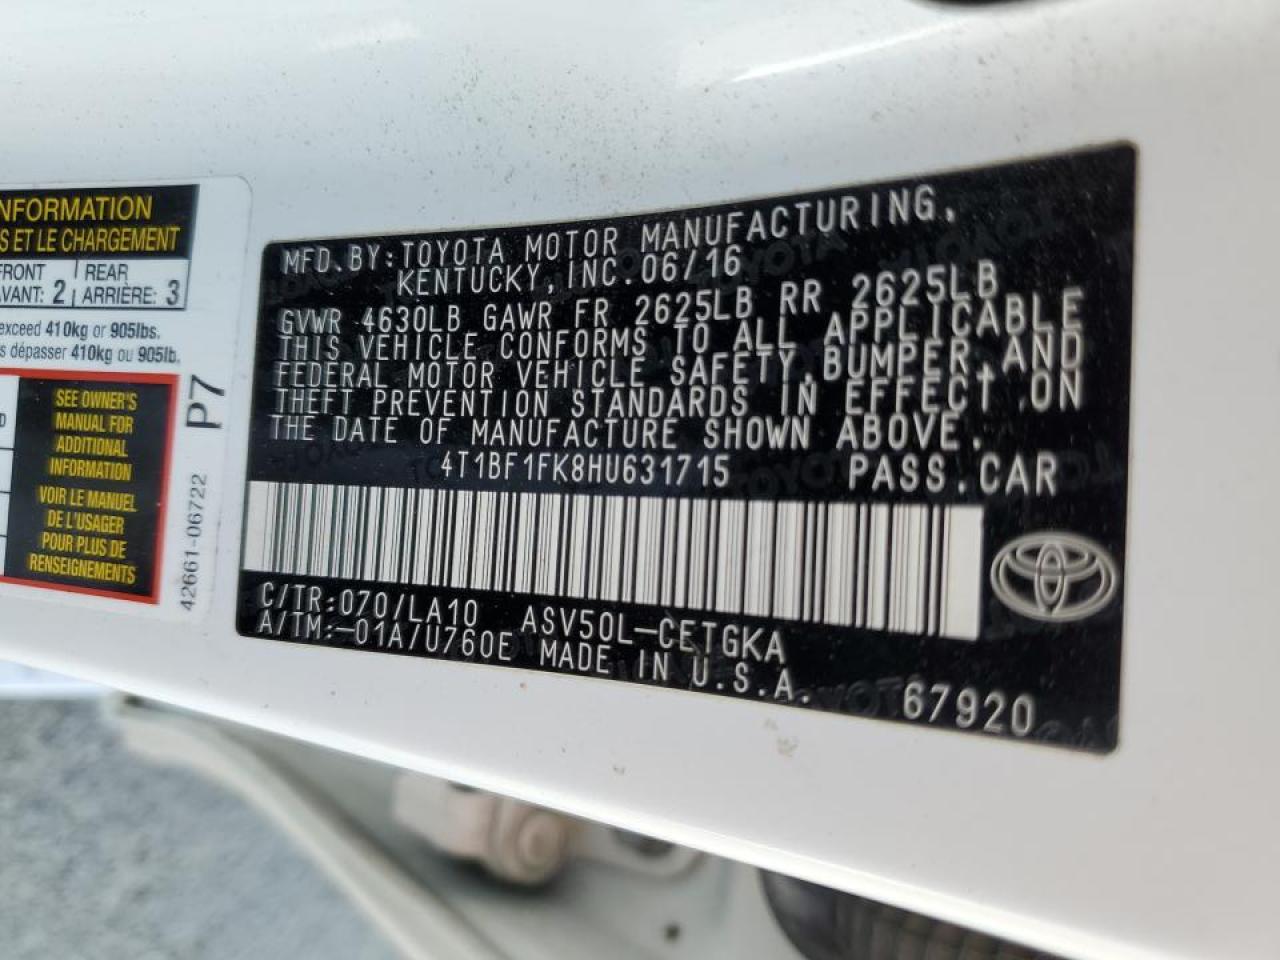 NFORMATION
S ET LE CHARGEMENT
FRONT
VANT: 2
REAR
ARRIÈRE: 3
exceed 410kg or 905lbs.
s dépasser 410kg ou 905lb.
SEE OWNER'S
MANUAL FOR
ADDITIONAL
INFORMATION
VOIR LE MANUEL
DE L'USAGER
POUR PLUS DE
RENSEIGNEMENTS
P7
42661-06722
MFD.BY:TOYOTA MOTOR MANUFACTURING,
KENTUCKY,INC.06/16
GVWR 4630LB GAWR FR 2625LB RR 2625LB
THIS VEHICLE CONFORMS TO ALL APPLICABLE
FEDERAL MOTOR VEHICLE SAFETY,BUMPER,AND
THEFT PREVENTION STANDARDS IN EFFECT ON
THE DATE OF MANUFACTURE SHOWN ABOVE.
4T1BF1FK8HU631715 PASS.CAR
C/TR:070/LA10 ASV50L-CETGKA
A/TM:-01A/U760E MADE IN U.S.A.
67920